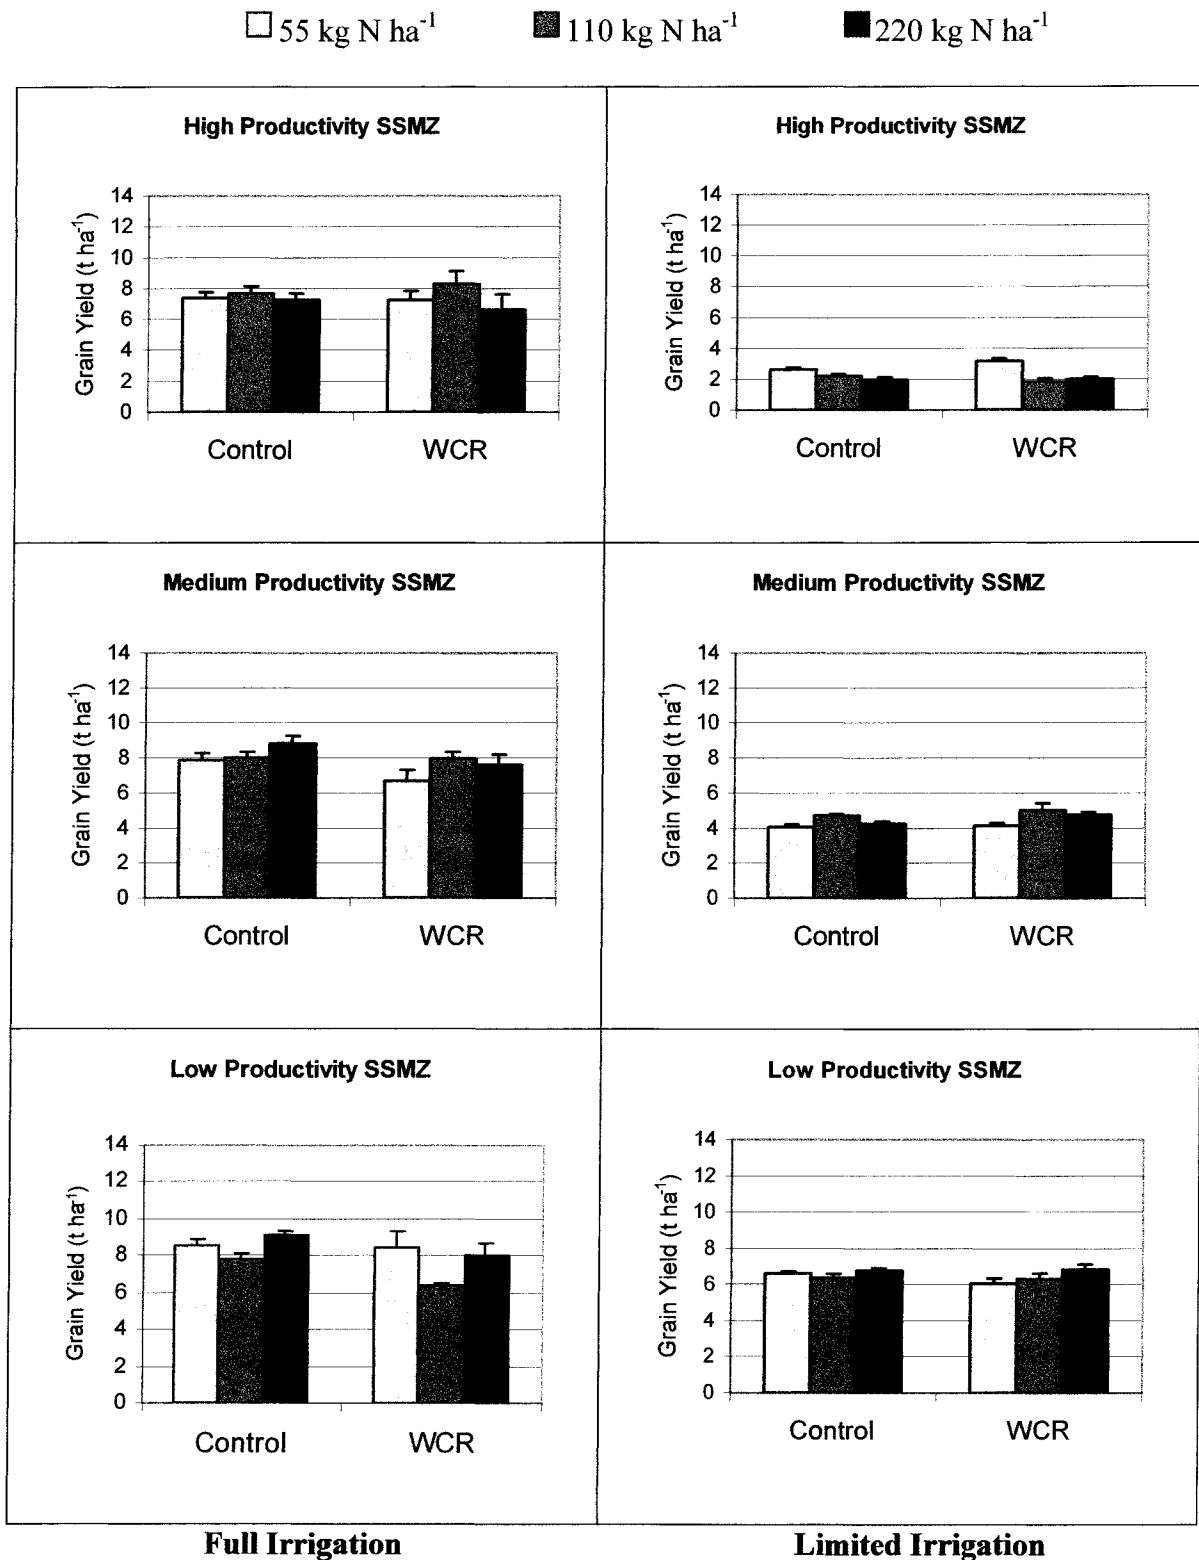 55 kg N ha⁻¹ 110 kg N ha⁻¹ 220 kg N ha⁻¹
High Productivity SSMZ
Grain Yield (t ha⁻¹)
14
12
10
8
6
4
2
0
Control WCR
High Productivity SSMZ
Grain Yield (t ha⁻¹)
14
12
10
8
6
4
2
0
Control WCR
Medium Productivity SSMZ
Grain Yield (t ha⁻¹)
14
12
10
8
6
4
2
0
Control WCR
Medium Productivity SSMZ
Grain Yield (t ha⁻¹)
14
12
10
8
6
4
2
0
Control WCR
Low Productivity SSMZ
Grain Yield (t ha⁻¹)
14
12
10
8
6
4
2
0
Control WCR
Low Productivity SSMZ
Grain Yield (t ha⁻¹)
14
12
10
8
6
4
2
0
Control WCR
Full Irrigation Limited Irrigation